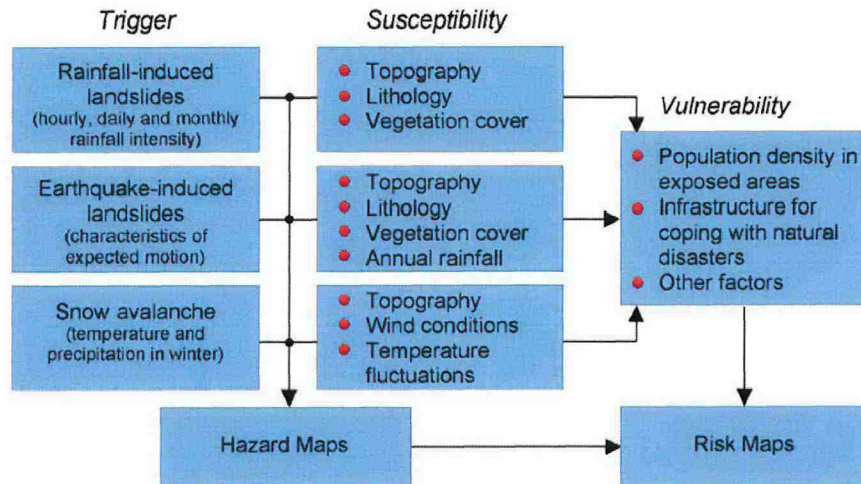 Trigger
Rainfall-induced
landslides
(hourly, daily and monthly
rainfall intensity)
Earthquake-induced
landslides
(characteristics of
expected motion)
Snow avalanche
(temperature and
precipitation in winter)
Susceptibility
Topography
Lithology
Vegetation cover
Topography
Lithology
Vegetation cover
Annual rainfall
Topography
Wind conditions
Temperature
fluctuations
Vulnerability
Population density in
exposed areas
Infrastructure for
coping with natural
disasters
Other factors
Hazard Maps
Risk Maps